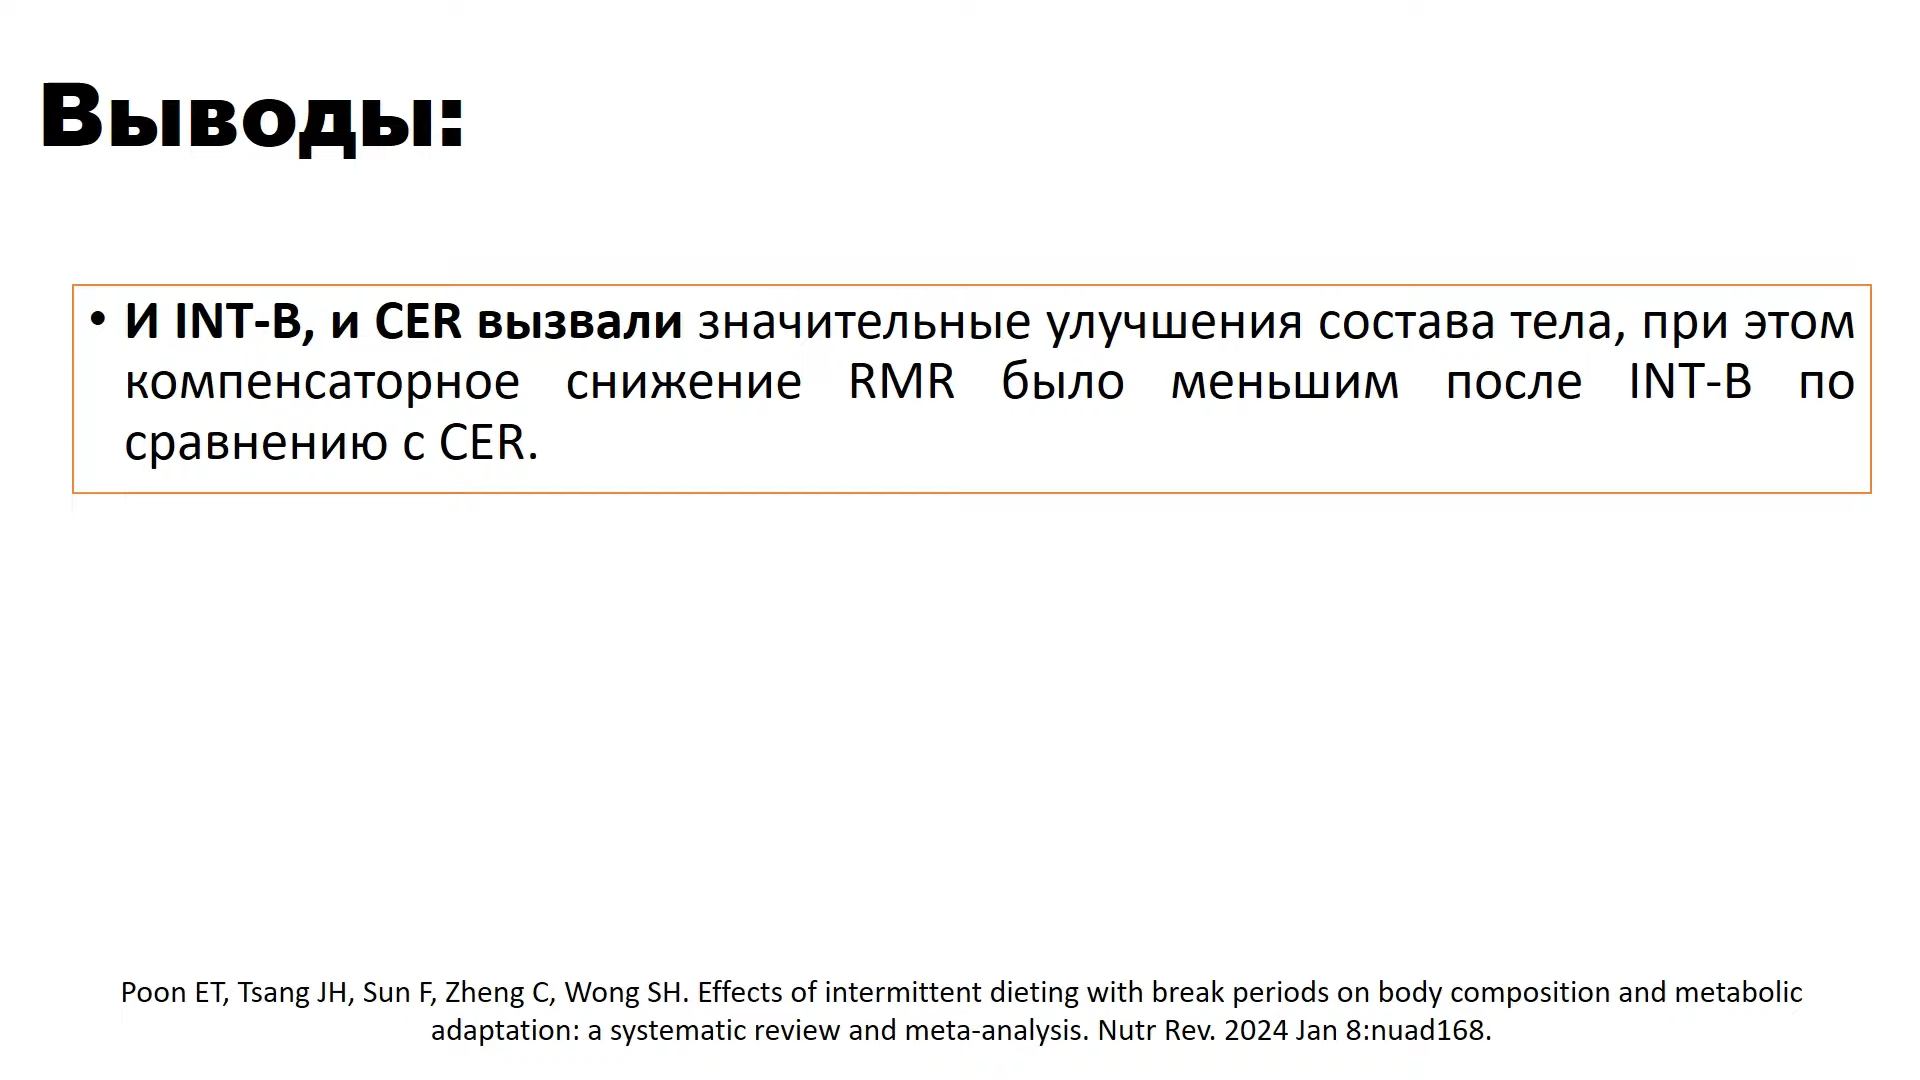 Выводы:
• И INT-B, и CER вызвали значительные улучшения состава тела, при этом
компенсаторное снижение RMR было меньшим после INT-B по
сравнению с CER.
Poon ET, Tsang JH, Sun F, Zheng C, Wong SH. Effects of intermittent dieting with break periods on body composition and metabolic
adaptation: a systematic review and meta-analysis. Nutr Rev. 2024 Jan 8:nuad168.